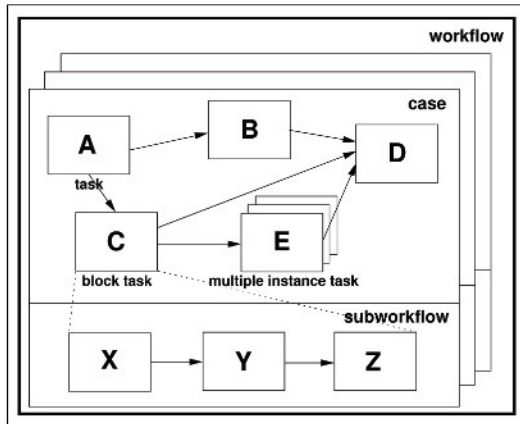 workflow
case
A
B
D
task
C
E
block task
multiple instance task
subworkflow
X
Y
Z